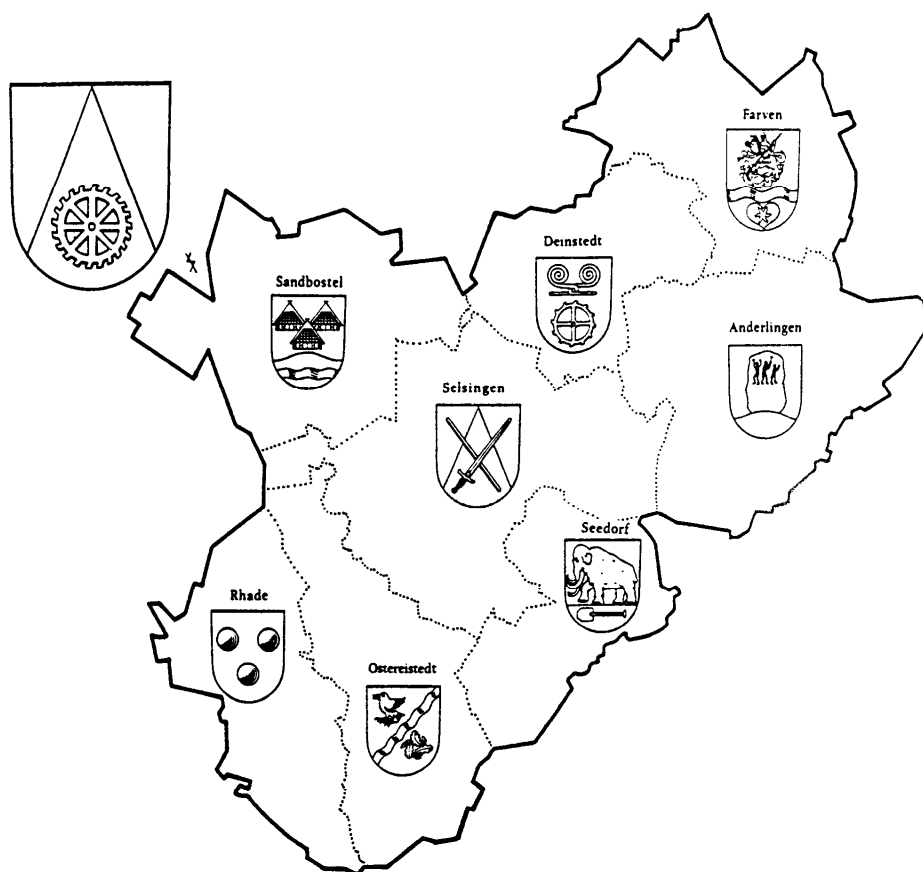 Farven
Deinstedt
Sandbostel
Anderlingen
Selsingen
Seedorf
Rhade
Ostereistedt